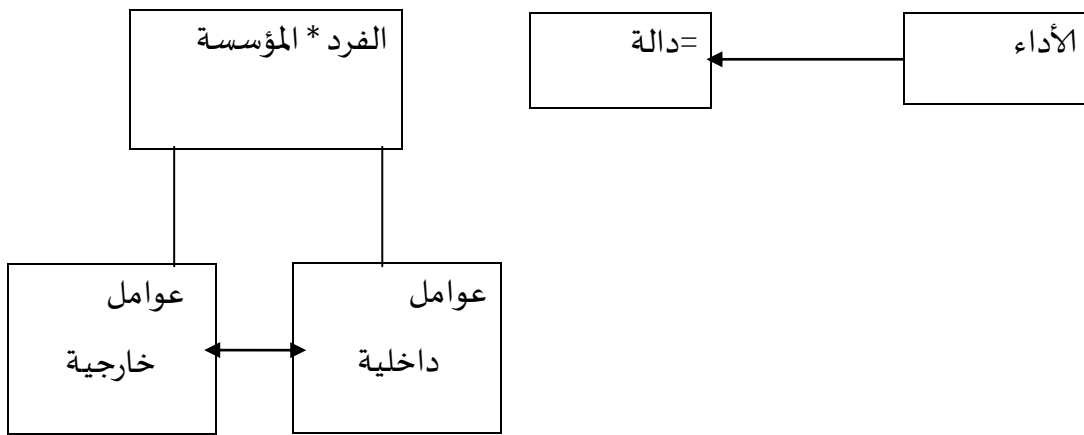 الأداء
=دالة
الفرد * المؤسسة
عوامل
داخلية
عوامل
خارجية